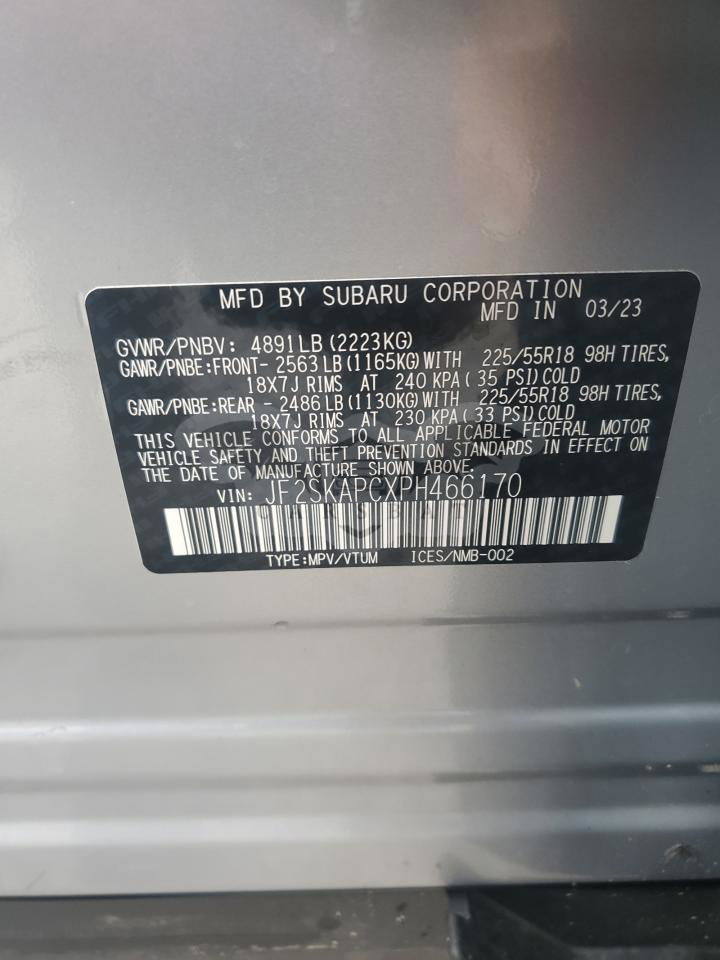 MFD BY SUBARU CORPORATION
MFD IN 03/23
GVWR/PNBV: 4891LB (2223KG)
GAWR/PNBE:FRONT- 2563LB(1165KG)WITH 225/55R18 98H TIRES,
18X7J RIMS AT 240 KPA( 35 PSI)COLD
GAWR/PNBE:REAR - 2486LB(1130KG)WITH 225/55R18 98H TIRES,
18X7J RIMS AT 230 KPA( 33 PSI)COLD
THIS VEHICLE CONFORMS TO ALL APPLICABLE FEDERAL MOTOR
VEHICLE SAFETY AND THEFT PREVENTION STANDARDS IN EFFECT ON
THE DATE OF MANUFACTURE SHOWN ABOVE.
VIN: JF2SKAPCXPH466170
CARSBAT
TYPE:MPV/VTUM ICES/NMB-002